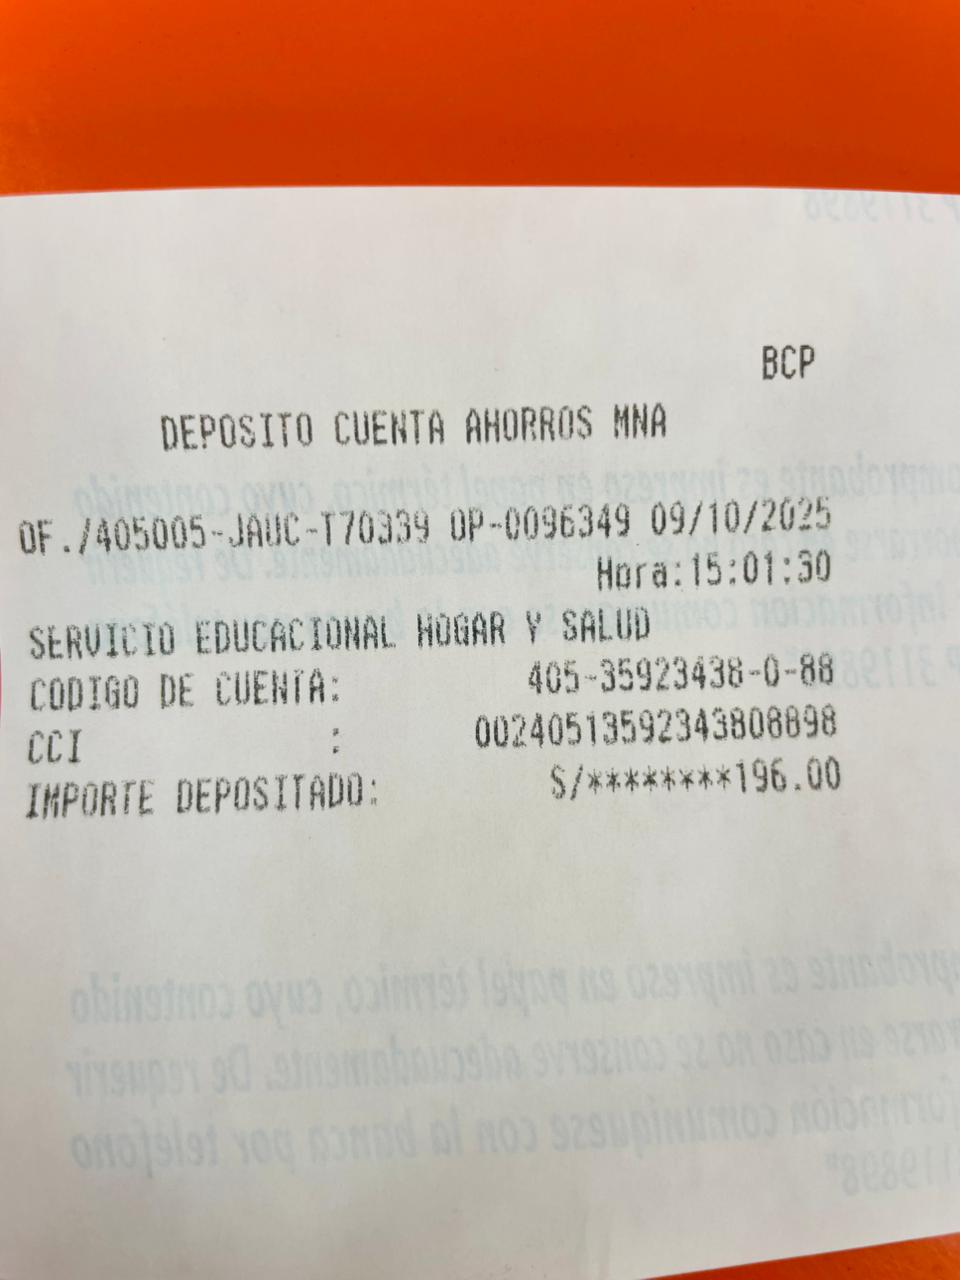 BCP
DEPOSITO CUENTA AHORROS MNA
OF./405005-JAUC-T70339 OP-0096349 09/10/2025
Hora:15:01:30
SERVICIO EDUCACIONAL HOGAR Y SALUD
CODIGO DE CUENTA: 405-35923438-0-88
CCI : 00240513592343808898
IMPORTE DEPOSITADO: S/********196.00